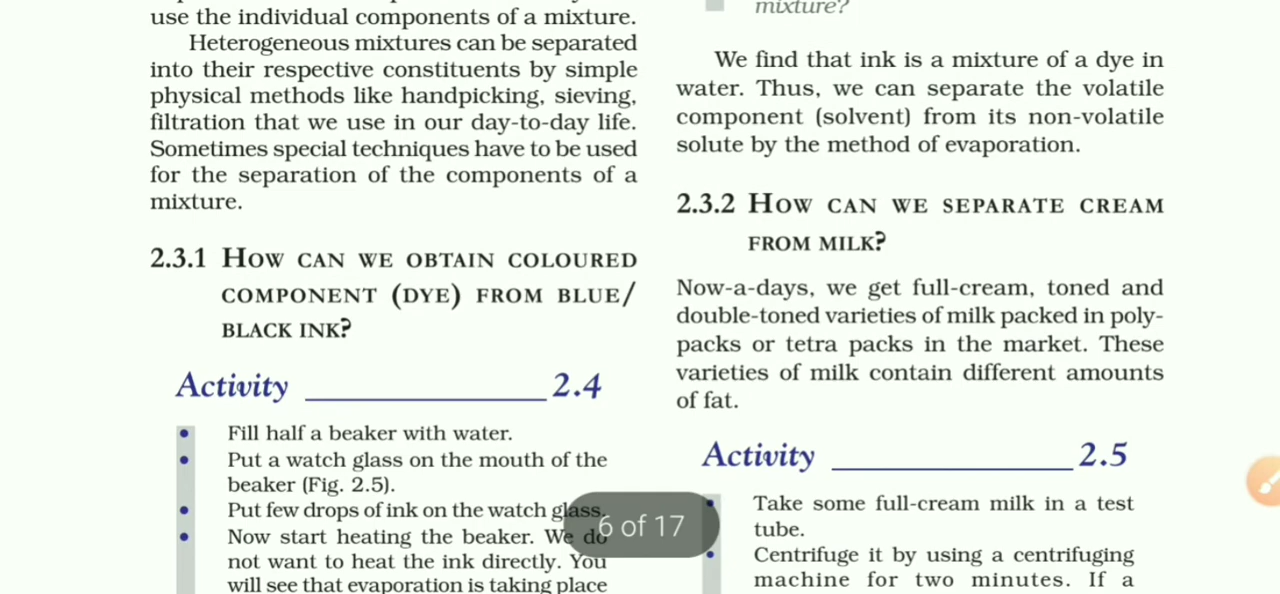 use the individual components of a mixture.
Heterogeneous mixtures can be separated
into their respective constituents by simple
physical methods like handpicking, sieving,
filtration that we use in our day-to-day life.
Sometimes special techniques have to be used
for the separation of the components of a
mixture.
2.3.1 HOW CAN WE OBTAIN COLOURED
COMPONENT (DYE) FROM BLUE/
BLACK INK?
Activity 2.4
• Fill half a beaker with water.
• Put a watch glass on the mouth of the
beaker (Fig. 2.5).
• Put few drops of ink on the watch glass.
• Now start heating the beaker. We do
not want to heat the ink directly. You
will see that evaporation is taking place
mixture?
We find that ink is a mixture of a dye in
water. Thus, we can separate the volatile
component (solvent) from its non-volatile
solute by the method of evaporation.
2.3.2 HOW CAN WE SEPARATE CREAM
FROM MILK?
Now-a-days, we get full-cream, toned and
double-toned varieties of milk packed in poly-
packs or tetra packs in the market. These
varieties of milk contain different amounts
of fat.
Activity 2.5
• Take some full-cream milk in a test
tube.
• Centrifuge it by using a centrifuging
machine for two minutes. If a
6 of 17